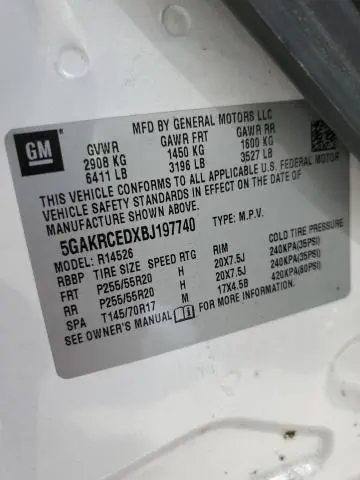 GM
MFD BY GENERAL MOTORS LLC
GVWR GAWR FRT GAWR RR
2908 KG 1450 KG 1600 KG
6411 LB 3196 LB 3527 LB
THIS VEHICLE CONFORMS TO ALL APPLICABLE U.S. FEDERAL MOTOR
VEHICLE SAFETY STANDARDS IN EFFECT ON THE DATE OF
MANUFACTURE SHOWN ABOVE.
5GAKRCEDXBJ197740 TYPE: M.P.V.
MODEL: R14526
RBBP TIRE SIZE SPEED RTG RIM COLD TIRE PRESSURE
FRT P255/55R20 H 20X7.5J 240KPA(35PSI)
RR P255/55R20 H 20X7.5J 240KPA(35PSI)
SPA T145/70R17 M 17X4.5B 420KPA(60PSI)
SEE OWNER'S MANUAL FOR MORE INFORMATION